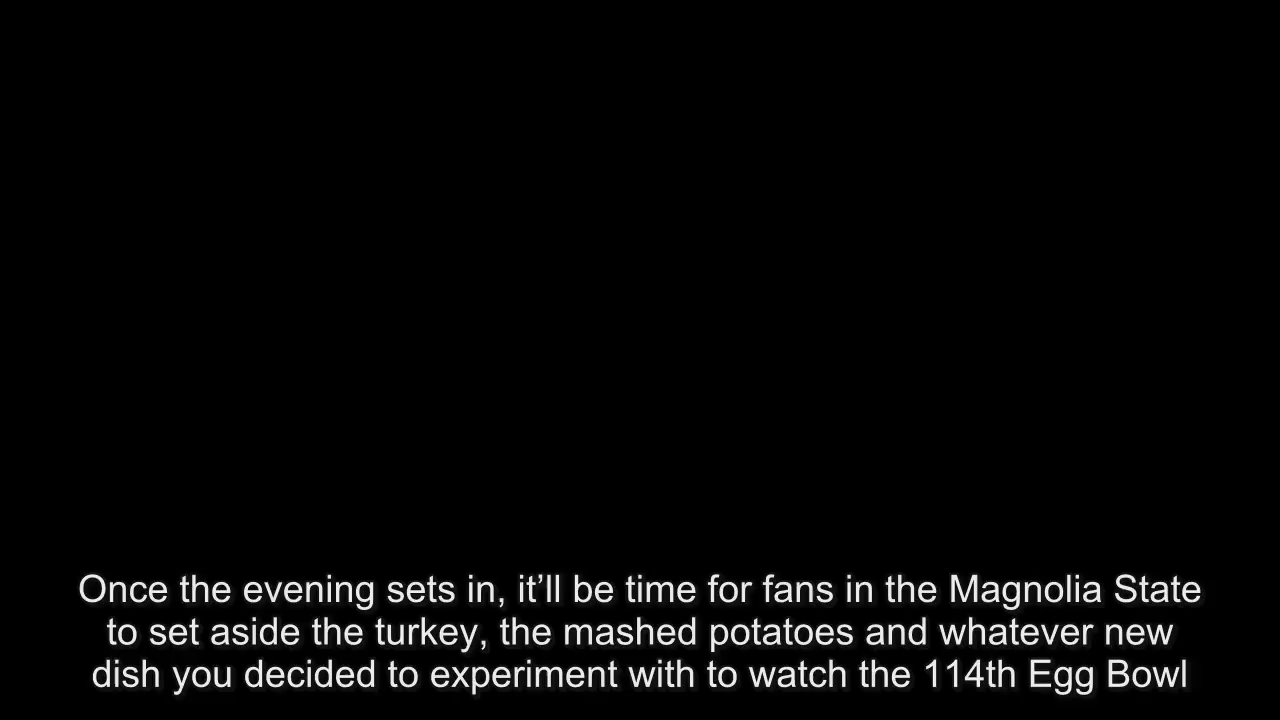 Once the evening sets in, it’ll be time for fans in the Magnolia State
to set aside the turkey, the mashed potatoes and whatever new
dish you decided to experiment with to watch the 114th Egg Bowl